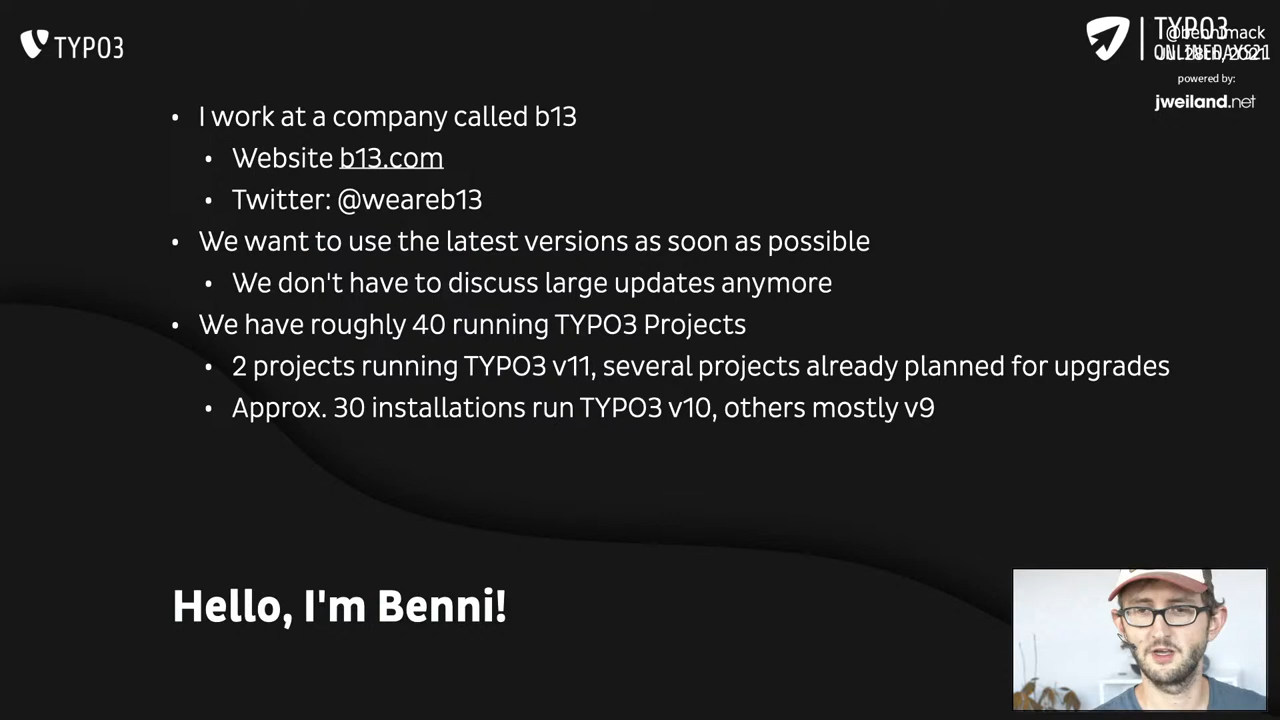 TYPO3
TYPO3
@bennimack
ONLINEDAYS21
powered by:
jweiland.net
• I work at a company called b13
• Website b13.com
• Twitter: @weareb13
• We want to use the latest versions as soon as possible
• We don't have to discuss large updates anymore
• We have roughly 40 running TYPO3 Projects
• 2 projects running TYPO3 v11, several projects already planned for upgrades
• Approx. 30 installations run TYPO3 v10, others mostly v9
Hello, I'm Benni!